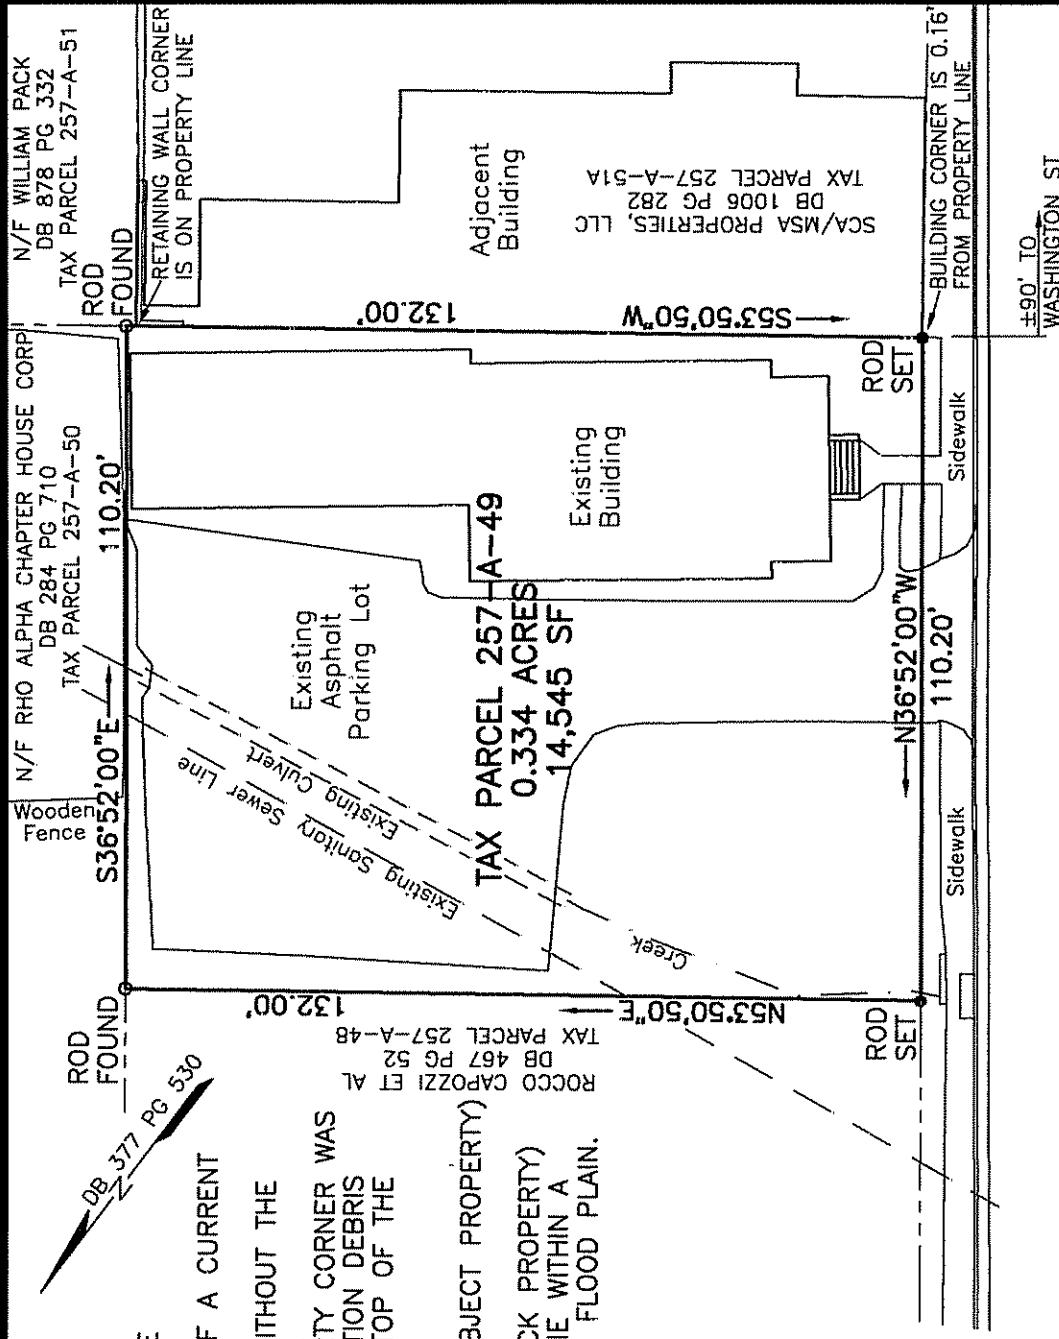 N/F WILLIAM PACK
DB 878 PG 332
TAX PARCEL 257-A-51
ROD
FOUND
RETAINING WALL CORNER
IS ON PROPERTY LINE
N/F RHO ALPHA CHAPTER HOUSE CORP
DB 284 PG 710
TAX PARCEL 257-A-50
Wooden
Fence
S36°52'00"E
110.20'
ROD
FOUND
DB 377 PG 530
N
132.00'
N53°50'50"E
ROCCO CAPOZZI ET AL
DB 467 PG 52
TAX PARCEL 257-A-48
Existing
Asphalt
Parking Lot
Existing Culvert
Existing Sanitary Sewer Line
Creek
TAX PARCEL 257-A-49
0.334 ACRES
14,545 SF
Existing
Building
132.00'
S53°50'50"W
Adjacent
Building
SCA/MSA PROPERTIES, LLC
DB 1006 PG 282
TAX PARCEL 257-A-51A
ROD
SET
N36°52'00"W
110.20'
ROD
SET
Sidewalk
Sidewalk
BUILDING CORNER IS 0.16'
FROM PROPERTY LINE
±90' TO
WASHINGTON ST
F A CURRENT
ITHOUT THE
TY CORNER WAS
TION DEBRIS
TOP OF THE
BJECT PROPERTY)
CK PROPERTY)
NE WITHIN A
FLOOD PLAIN.